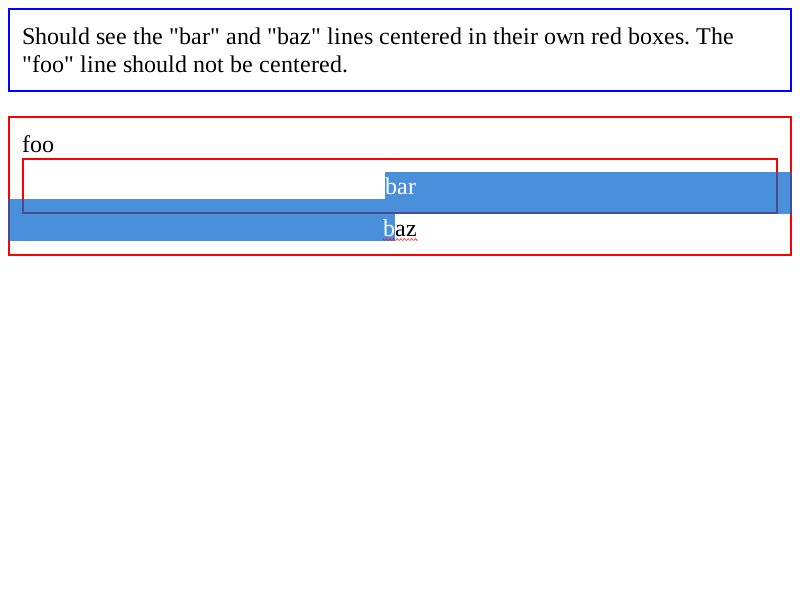 Should see the "bar" and "baz" lines centered in their own red boxes. The
"foo" line should not be centered.
foo
bar
baz